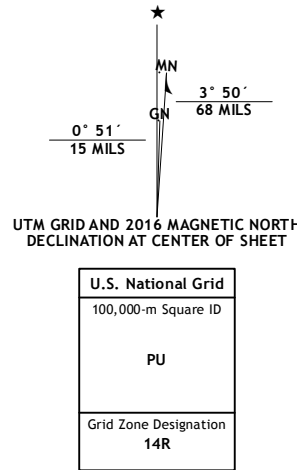 ★
MN
3° 50´
68 MILS
GN
0° 51´
15 MILS
UTM GRID AND 2016 MAGNETIC NORTH
DECLINATION AT CENTER OF SHEET
U.S. National Grid
100,000-m Square ID
PU
Grid Zone Designation
14R